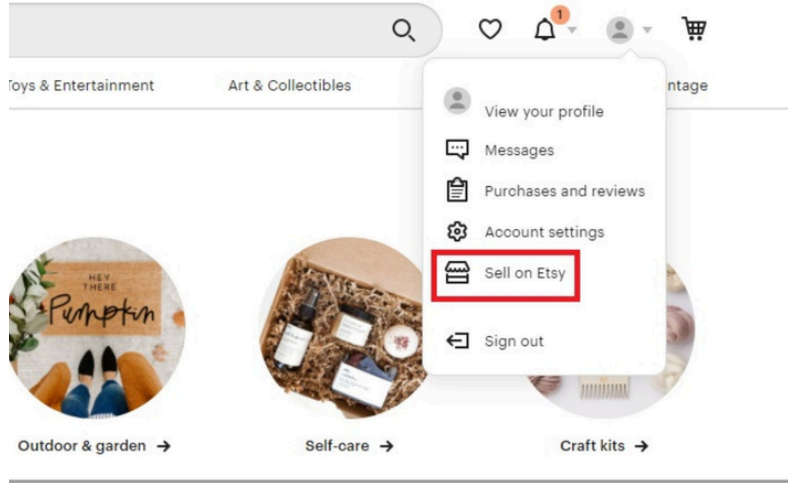 1
Toys & Entertainment
Art & Collectibles
ntage
View your profile
Messages
Purchases and reviews
Account settings
Sell on Etsy
Sign out
HEY
THERE
Pumpkin
Outdoor & garden →
Self-care →
Craft kits →